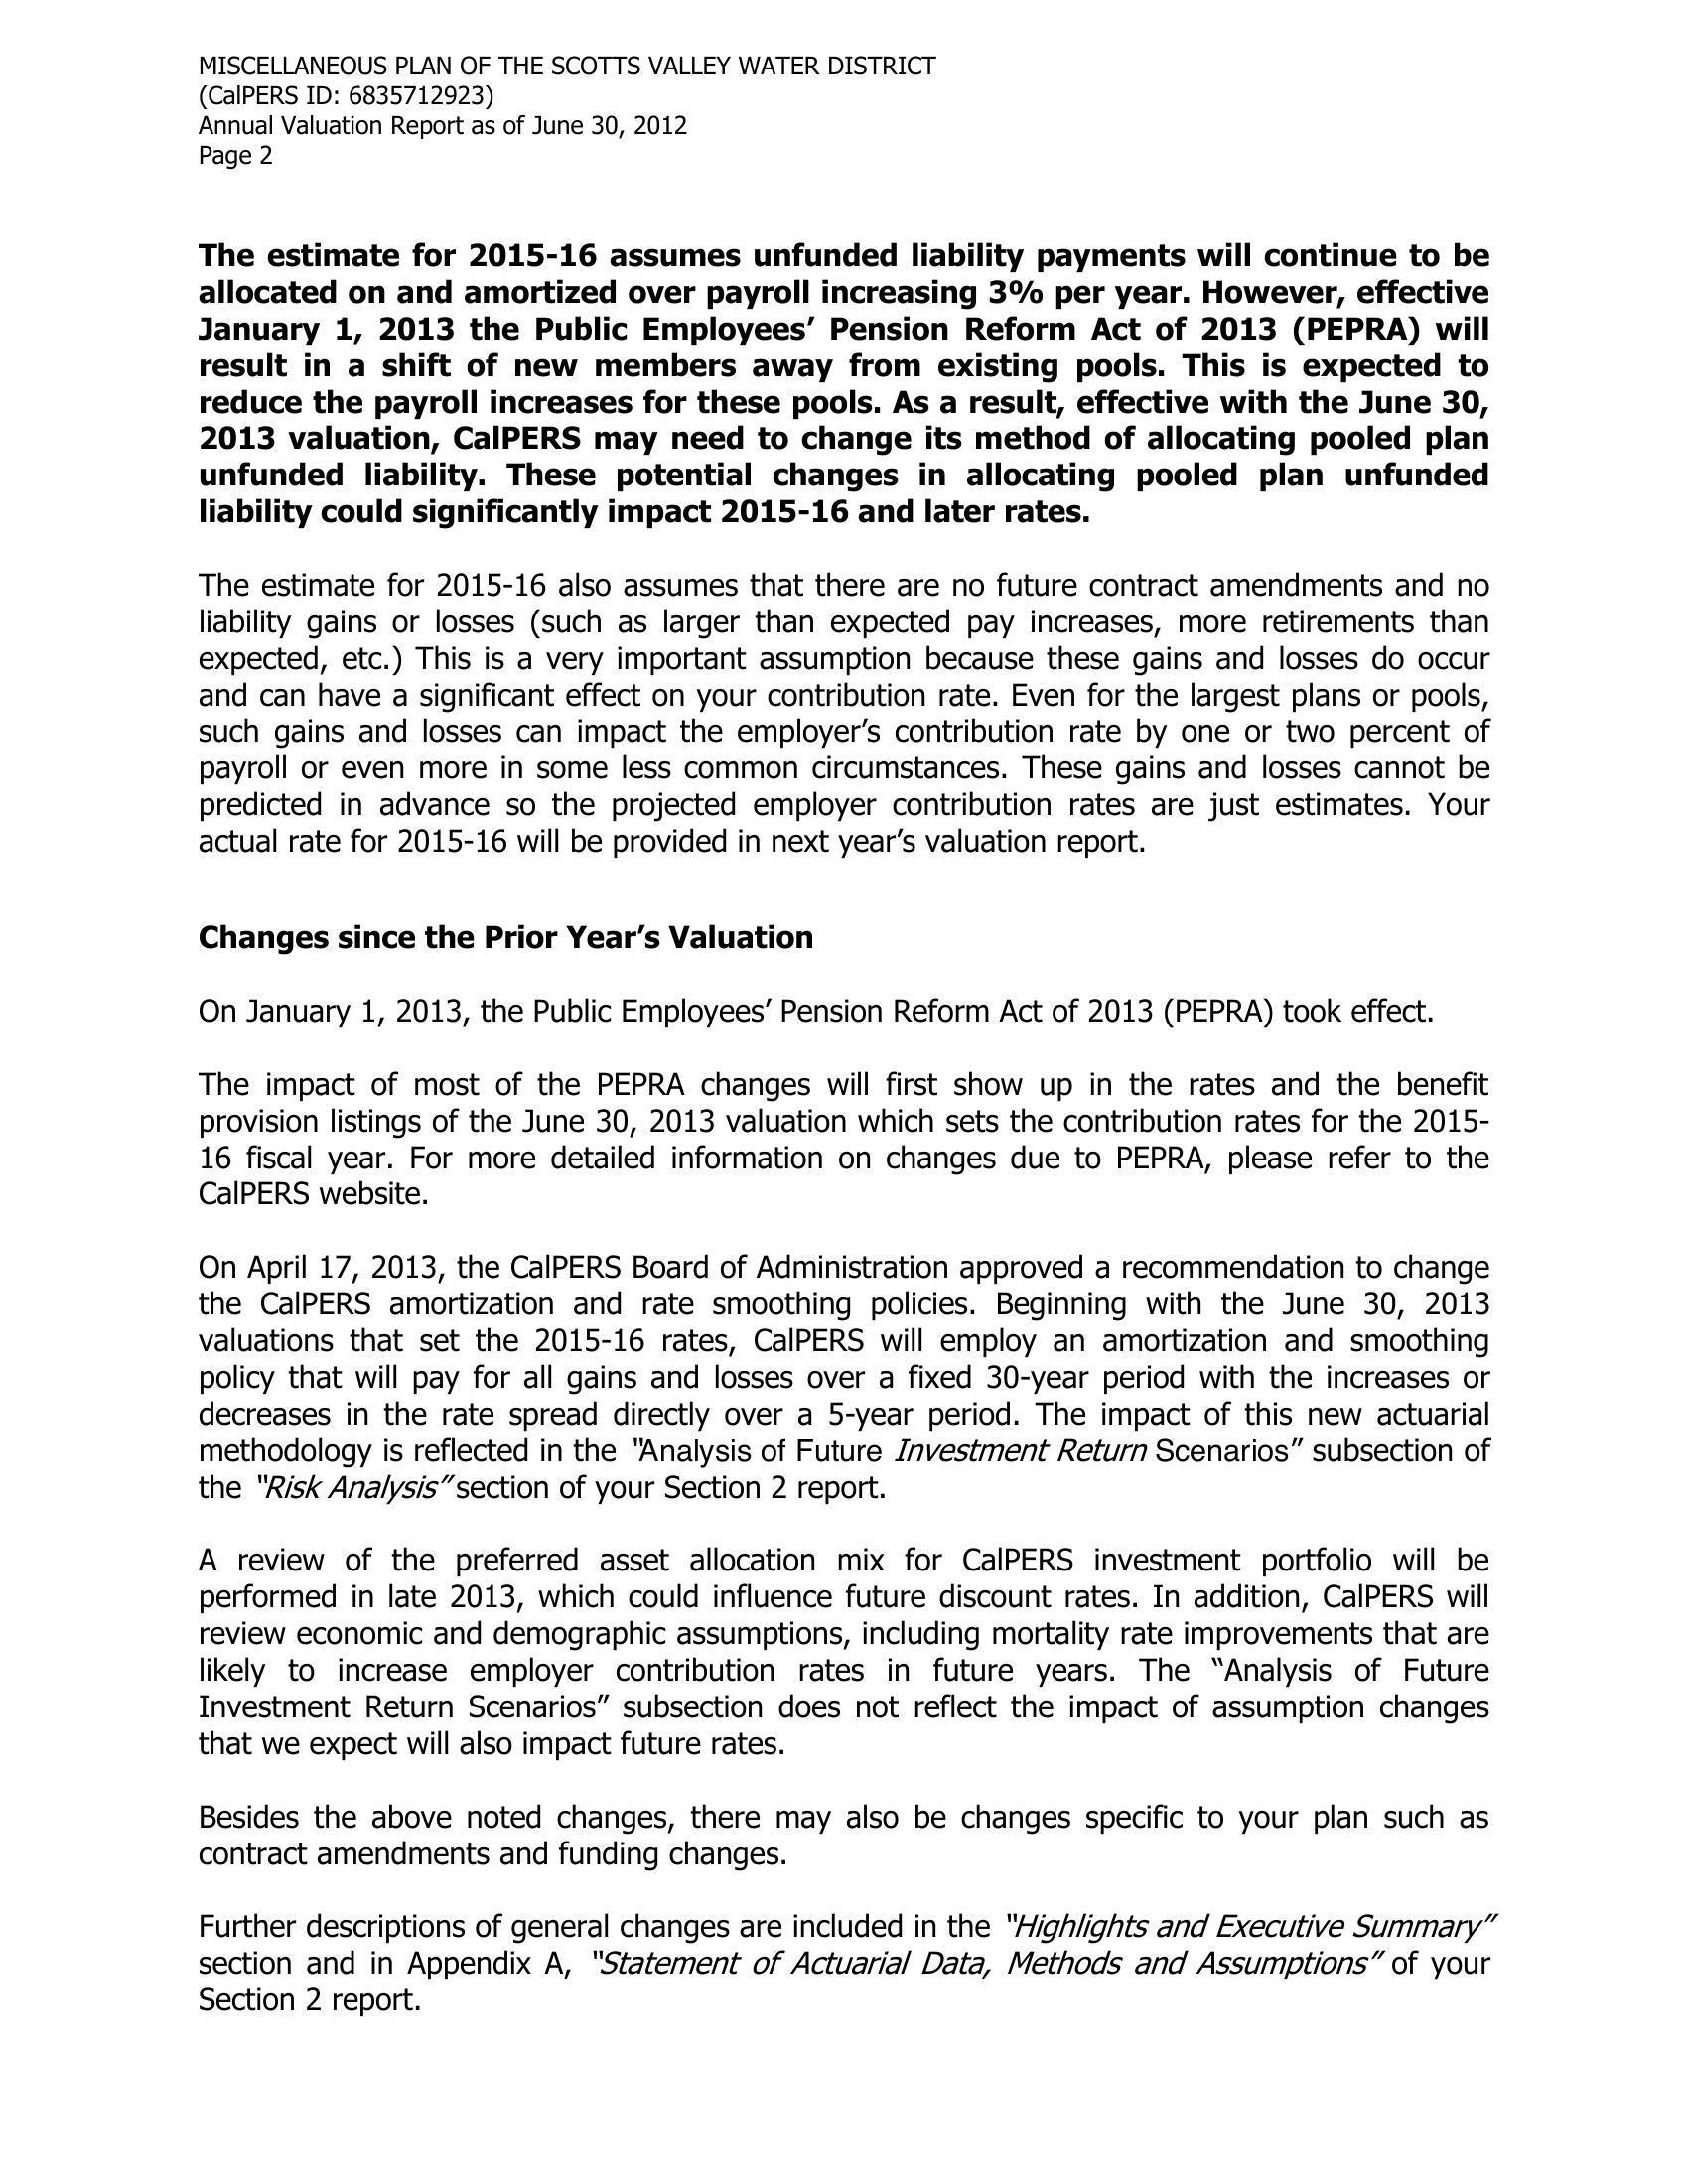 MISCELLANEOUS PLAN OF THE SCOTTS VALLEY WATER DISTRICT
(CalPERS ID: 6835712923)
Annual Valuation Report as of June 30, 2012
Page 2
The estimate for 2015-16 assumes unfunded liability payments will continue to be
allocated on and amortized over payroll increasing 3% per year. However, effective
January 1, 2013 the Public Employees’ Pension Reform Act of 2013 (PEPRA) will
result in a shift of new members away from existing pools. This is expected to
reduce the payroll increases for these pools. As a result, effective with the June 30,
2013 valuation, CalPERS may need to change its method of allocating pooled plan
unfunded liability. These potential changes in allocating pooled plan unfunded
liability could significantly impact 2015-16 and later rates.
The estimate for 2015-16 also assumes that there are no future contract amendments and no
liability gains or losses (such as larger than expected pay increases, more retirements than
expected, etc.) This is a very important assumption because these gains and losses do occur
and can have a significant effect on your contribution rate. Even for the largest plans or pools,
such gains and losses can impact the employer’s contribution rate by one or two percent of
payroll or even more in some less common circumstances. These gains and losses cannot be
predicted in advance so the projected employer contribution rates are just estimates. Your
actual rate for 2015-16 will be provided in next year’s valuation report.
Changes since the Prior Year’s Valuation
On January 1, 2013, the Public Employees’ Pension Reform Act of 2013 (PEPRA) took effect.
The impact of most of the PEPRA changes will first show up in the rates and the benefit
provision listings of the June 30, 2013 valuation which sets the contribution rates for the 2015-
16 fiscal year. For more detailed information on changes due to PEPRA, please refer to the
CalPERS website.
On April 17, 2013, the CalPERS Board of Administration approved a recommendation to change
the CalPERS amortization and rate smoothing policies. Beginning with the June 30, 2013
valuations that set the 2015-16 rates, CalPERS will employ an amortization and smoothing
policy that will pay for all gains and losses over a fixed 30-year period with the increases or
decreases in the rate spread directly over a 5-year period. The impact of this new actuarial
methodology is reflected in the “Analysis of Future Investment Return Scenarios” subsection of
the “Risk Analysis” section of your Section 2 report.
A review of the preferred asset allocation mix for CalPERS investment portfolio will be
performed in late 2013, which could influence future discount rates. In addition, CalPERS will
review economic and demographic assumptions, including mortality rate improvements that are
likely to increase employer contribution rates in future years. The “Analysis of Future
Investment Return Scenarios” subsection does not reflect the impact of assumption changes
that we expect will also impact future rates.
Besides the above noted changes, there may also be changes specific to your plan such as
contract amendments and funding changes.
Further descriptions of general changes are included in the “Highlights and Executive Summary”
section and in Appendix A, “Statement of Actuarial Data, Methods and Assumptions” of your
Section 2 report.